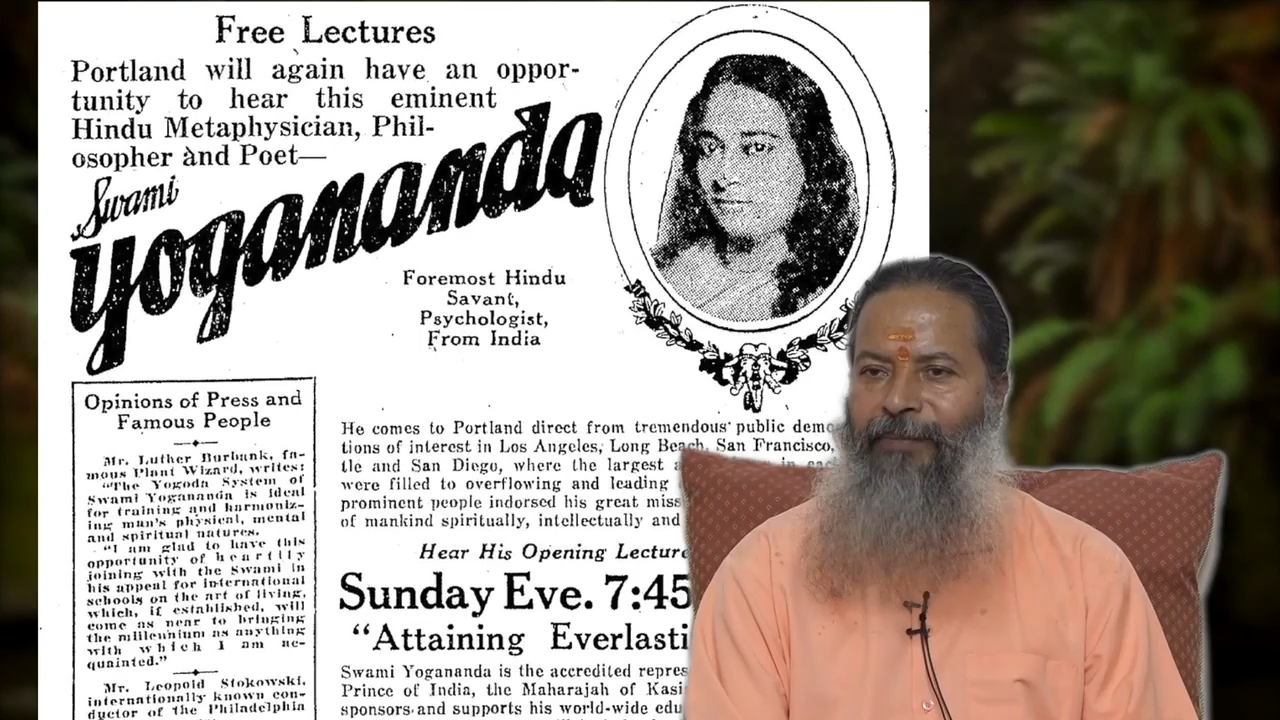 Free Lectures
Portland will again have an oppor-
tunity to hear this eminent
Hindu Metaphysician, Phil-
osopher and Poet—
Swami
Yogananda
Foremost Hindu
Savant,
Psychologist,
From India
Opinions of Press and
Famous People
Mr. Luther Burbank, fa-
mous Plant Wizard, writes:
"The Yogoda System of
Swami Yogananda is ideal
for training and harmoniz-
ing man's physical, mental
and spiritual natures.
"I am glad to have this
opportunity of heartily
joining with the Swami in
his appeal for international
schools on the art of living,
which, if established, will
come as near to bringing
the millennium as anything
with which I am ac-
quainted."
Mr. Leopold Stokowski,
internationally known con-
ductor of the Philadelphia
He comes to Portland direct from tremendous public demo
tions of interest in Los Angeles, Long Beach, San Francisco,
tle and San Diego, where the largest
were filled to overflowing and leading
prominent people indorsed his great miss
of mankind spiritually, intellectually and
Hear His Opening Lecture
Sunday Eve. 7:45
"Attaining Everlasti
Swami Yogananda is the accredited repres
Prince of India, the Maharajah of Kasi
sponsors and supports his world-wide edu